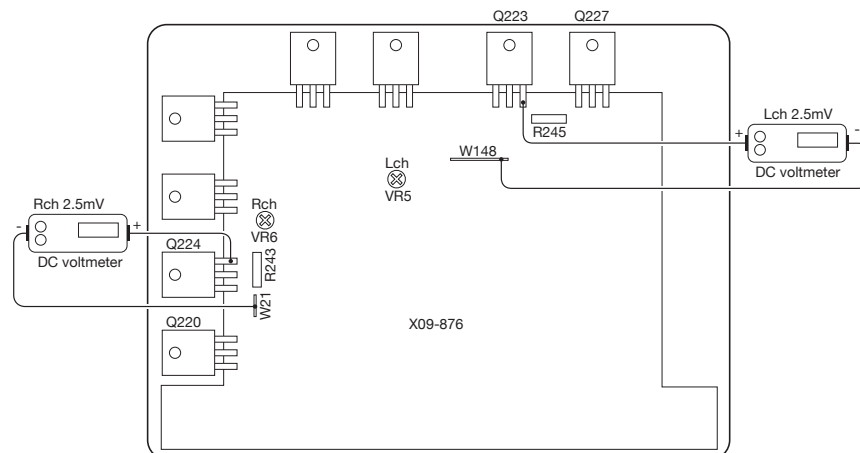 Q223
Q227
Lch 2.5mV
+
-
DC voltmeter
R245
W148
Lch
VR5
Rch
VR6
Rch 2.5mV
-
+
DC voltmeter
Q224
R243
W21
Q220
X09-876